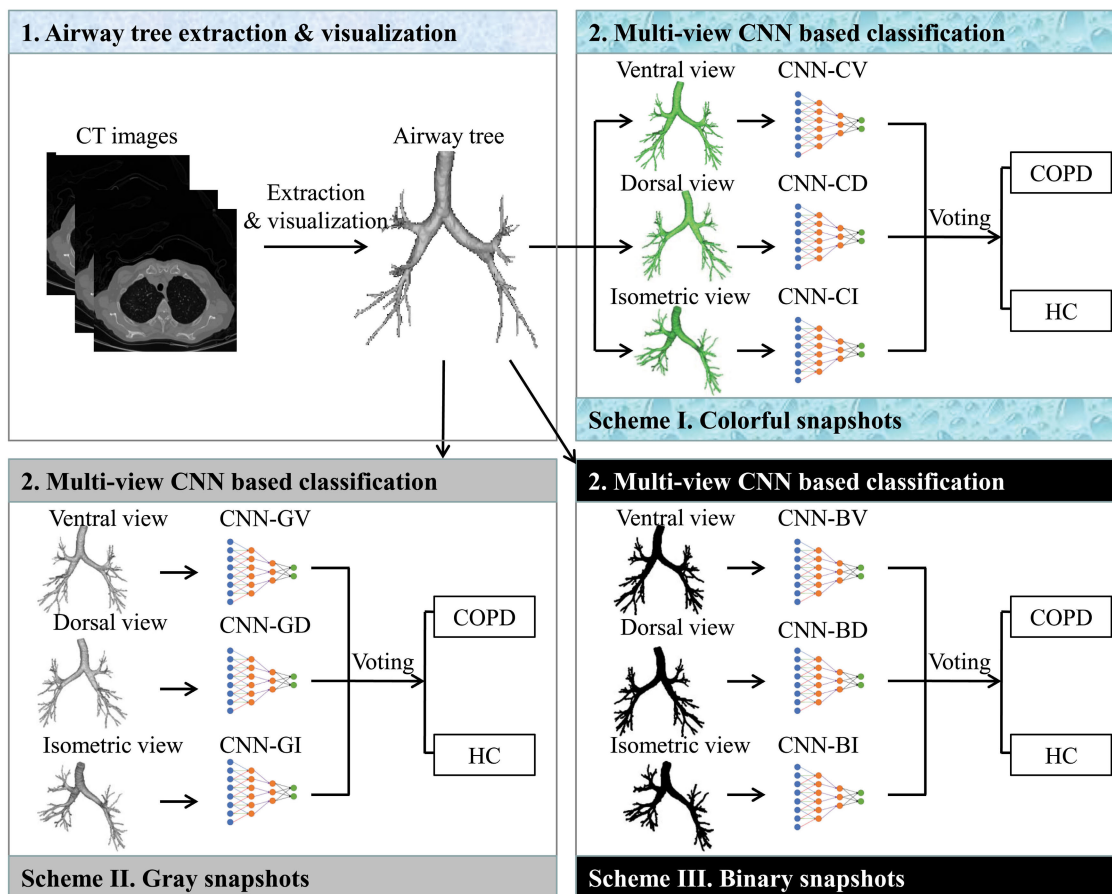 1. Airway tree extraction & visualization
CT images
Extraction
& visualization
Airway tree
2. Multi-view CNN based classification
Ventral view
CNN-CV
Dorsal view
CNN-CD
Isometric view
CNN-CI
Voting
COPD
HC
Scheme I. Colorful snapshots
2. Multi-view CNN based classification
Ventral view
CNN-GV
Dorsal view
CNN-GD
Isometric view
CNN-GI
Voting
COPD
HC
Scheme II. Gray snapshots
2. Multi-view CNN based classification
Ventral view
CNN-BV
Dorsal view
CNN-BD
Isometric view
CNN-BI
Voting
COPD
HC
Scheme III. Binary snapshots